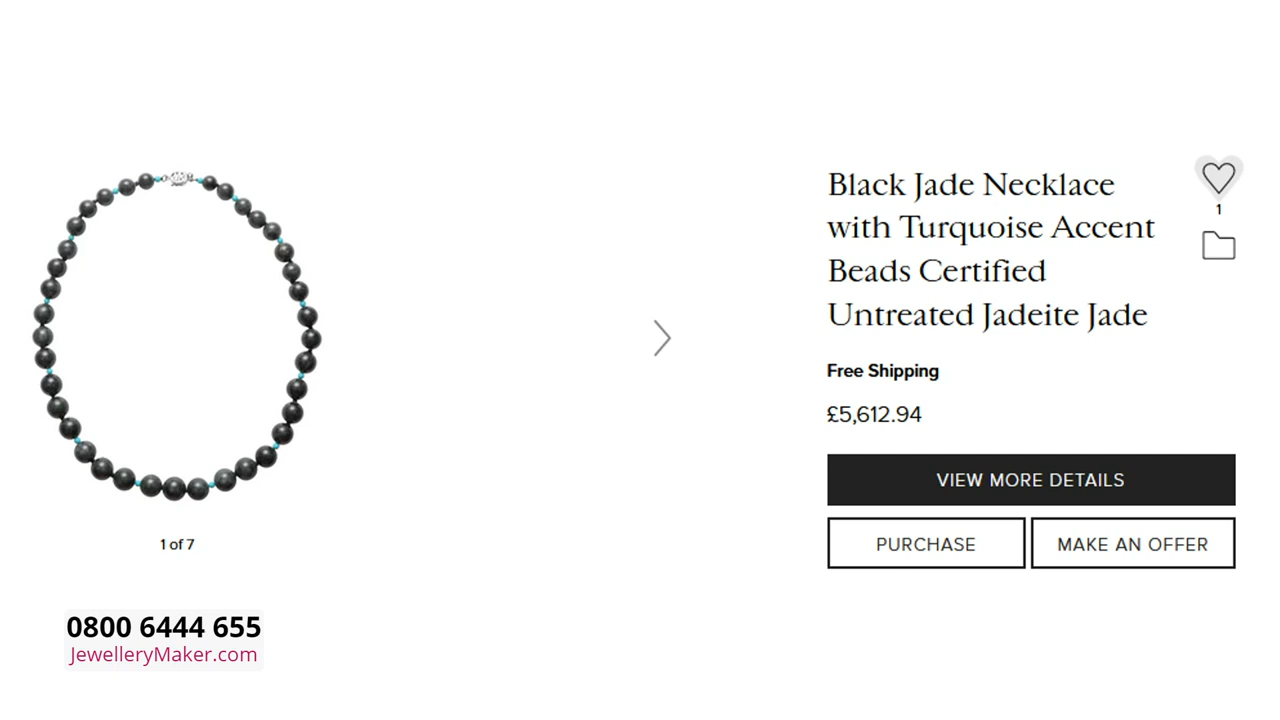 Black Jade Necklace
with Turquoise Accent
Beads Certified
Untreated Jadeite Jade
1
Free Shipping
£5,612.94
VIEW MORE DETAILS
PURCHASE
MAKE AN OFFER
1 of 7
0800 6444 655
JewelleryMaker.com